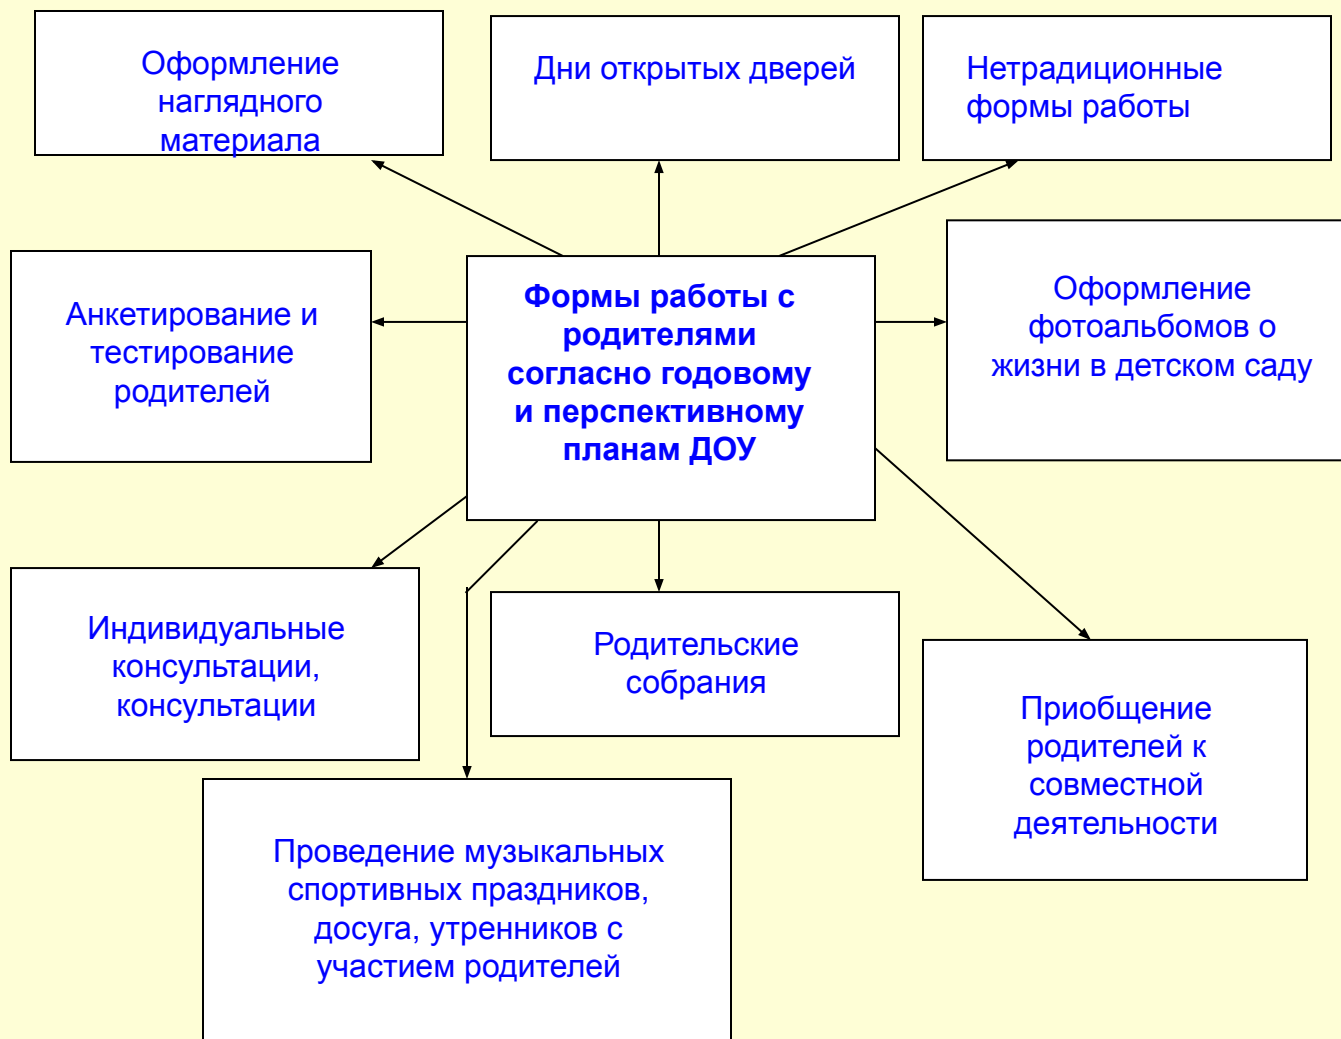 Оформление
наглядного
материала
Дни открытых дверей
Нетрадиционные
формы работы
Анкетирование и
тестирование
родителей
Формы работы с
родителями
согласно годовому
и перспективному
планам ДОУ
Оформление
фотоальбомов о
жизни в детском саду
Индивидуальные
консультации,
консультации
Родительские
собрания
Приобщение
родителей к
совместной
деятельности
Проведение музыкальных
спортивных праздников,
досуга, утренников с
участием родителей